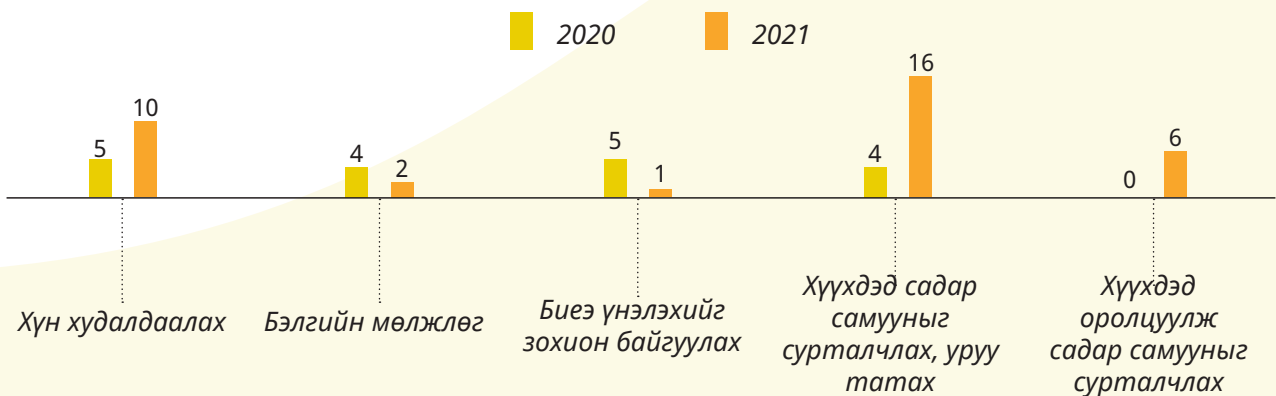 2020 2021
5 10 4 2 5 1 4 16 0 6
Хүн худалдаалах
Бэлгийн мөлжлөг
Биеэ үнэлэхийг
зохион байгуулах
Хүүхдэд садар
самууныг
сурталчлах, уруу
татах
Хүүхдэд
оролцуулж
садар самууныг
сурталчлах